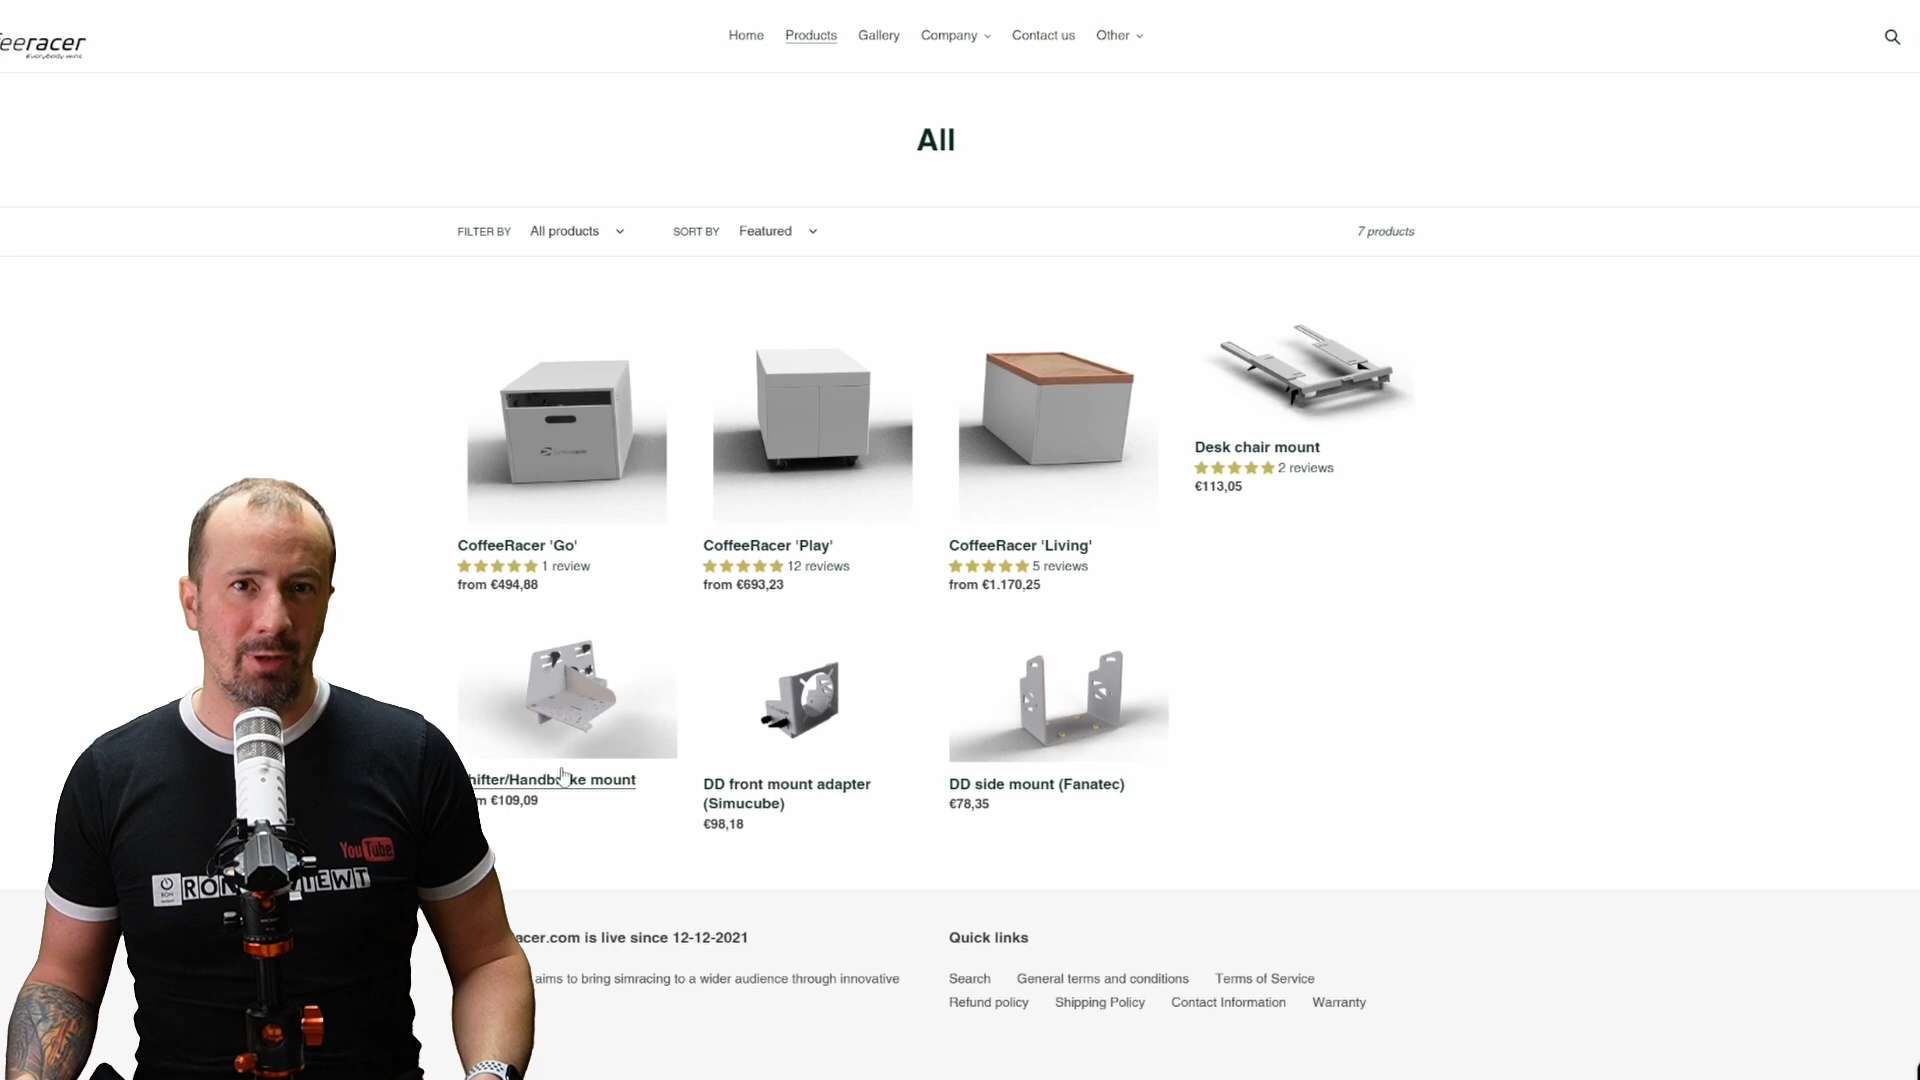 eeracer
everybody wins
Home Products Gallery Company Contact us Other
All
FILTER BY All products SORT BY Featured 7 products
CoffeeRacer 'Go'
1 review
from €494,88
CoffeeRacer 'Play'
12 reviews
from €693,23
CoffeeRacer 'Living'
5 reviews
from €1.170,25
Desk chair mount
2 reviews
€113,05
hifter/Handbrake mount
m €109,09
DD front mount adapter
(Simucube)
€98,18
DD side mount (Fanatec)
€78,35
YouTube
acer.com is live since 12-12-2021
aims to bring simracing to a wider audience through innovative
Quick links
Search General terms and conditions Terms of Service
Refund policy Shipping Policy Contact Information Warranty